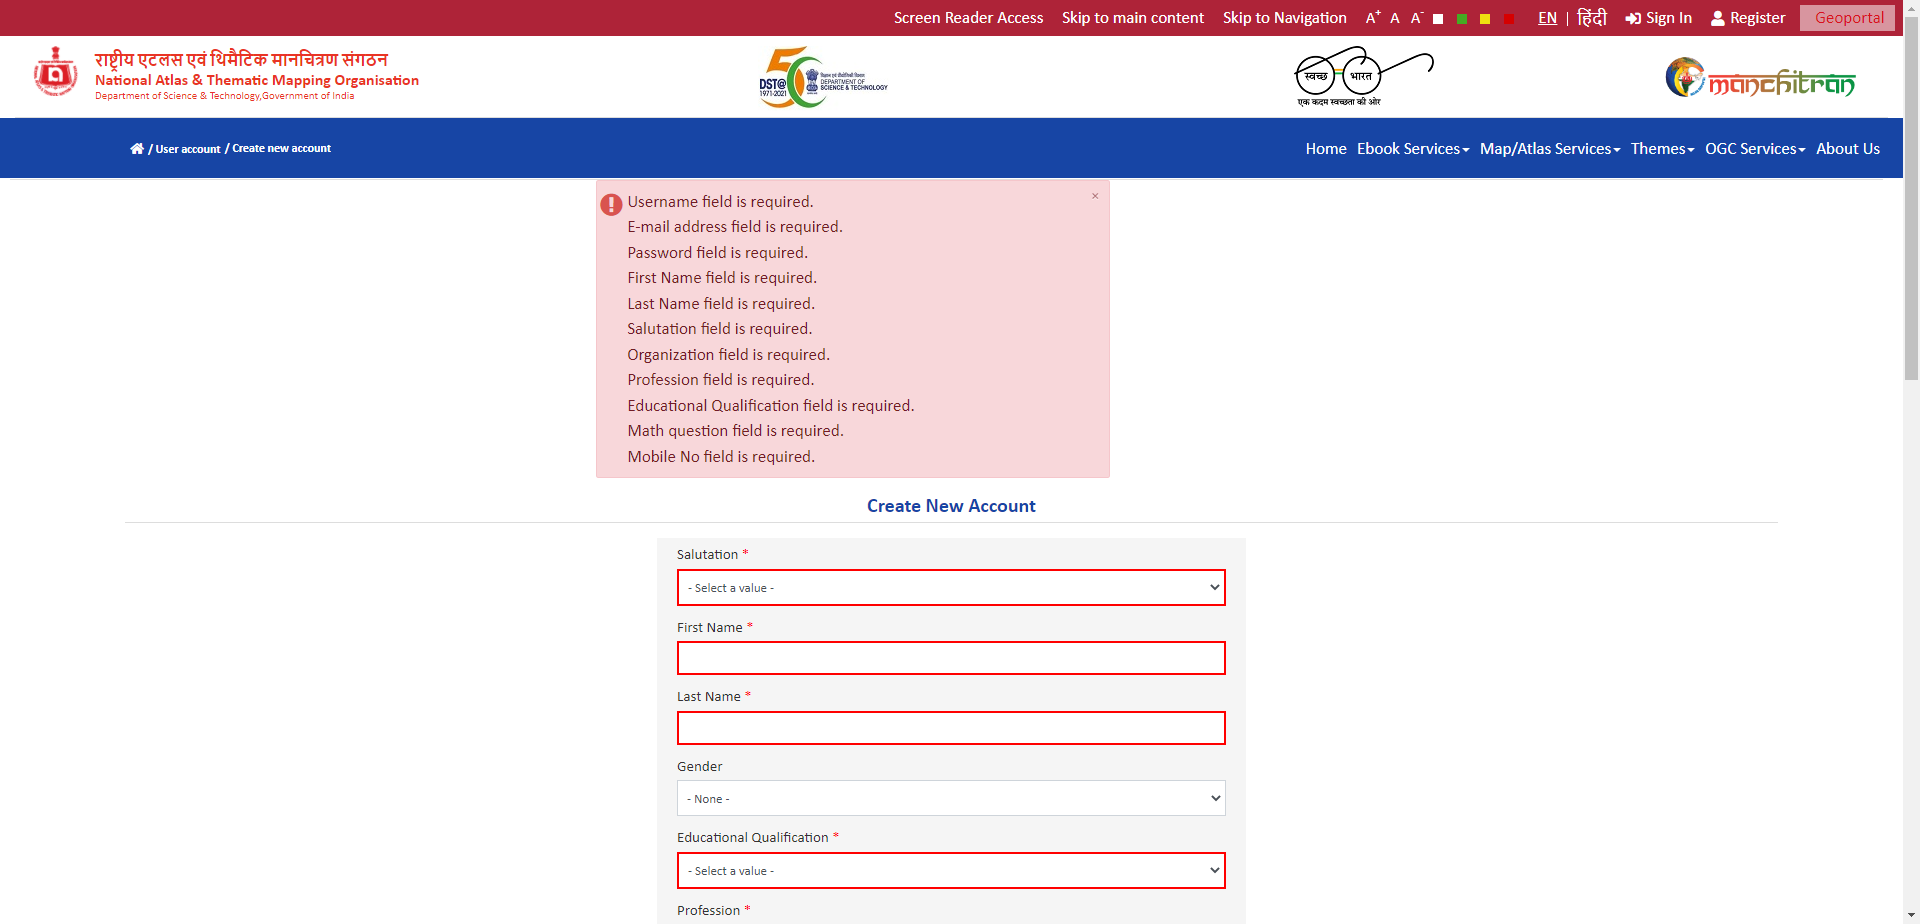 Screen Reader Access Skip to main content Skip to Navigation A+ A A- EN | हिंदी Sign In Register Geoportal
राष्ट्रीय एटलस एवं थिमैटिक मानचित्रण संगठन
National Atlas & Thematic Mapping Organisation
Department of Science & Technology,Government of India
50
DST@
1971-2021
DEPARTMENT OF
SCIENCE & TECHNOLOGY
स्वच्छ भारत
एक कदम स्वच्छता की ओर
manchitran
/ User account / Create new account
Home Ebook Services Map/Atlas Services Themes OGC Services About Us
Username field is required.
×
E-mail address field is required.
Password field is required.
First Name field is required.
Last Name field is required.
Salutation field is required.
Organization field is required.
Profession field is required.
Educational Qualification field is required.
Math question field is required.
Mobile No field is required.
Create New Account
Salutation *
- Select a value -
First Name *
Last Name *
Gender
- None -
Educational Qualification *
- Select a value -
Profession *